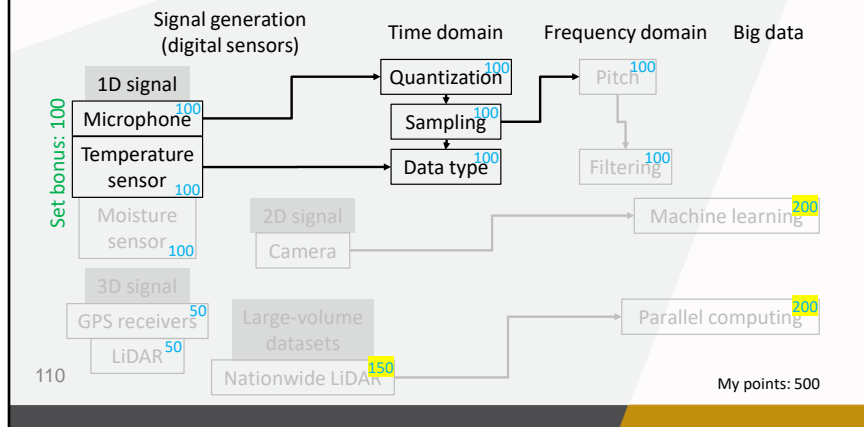 Signal generation
(digital sensors)
Time domain
Frequency domain
Big data
1D signal
Set bonus: 100
Microphone 100
Temperature
sensor 100
Moisture
sensor 100
Quantization 100
Sampling 100
Data type 100
Pitch 100
Filtering 100
2D signal
Camera
Machine learning 200
3D signal
GPS receivers 50
LiDAR 50
Large-volume
datasets
Nationwide LiDAR 150
Parallel computing 200
110
My points: 500